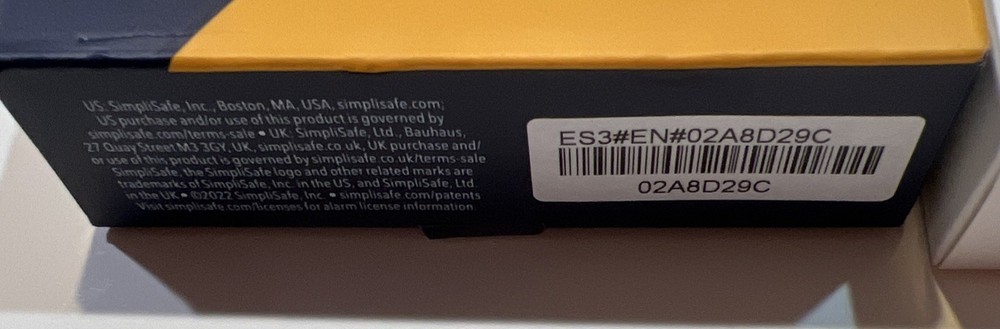 US: SimpliSafe, Inc., Boston, MA, USA, simplisafe.com;
US purchase and/or use of this product is governed by
simplisafe.com/terms-sale • UK: SimpliSafe, Ltd., Bauhaus,
27 Quay Street M3 3GY, UK, simplisafe.co.uk, UK purchase and/
or use of this product is governed by simplisafe.co.uk/terms-sale
SimpliSafe, the SimpliSafe logo and other related marks are
trademarks of SimpliSafe, Inc. in the US, and SimpliSafe, Ltd.
in the UK • ©2022 SimpliSafe, Inc. • simplisafe.com/patents
Visit simplisafe.com/licenses for alarm license information
ES3#EN#02A8D29C
02A8D29C